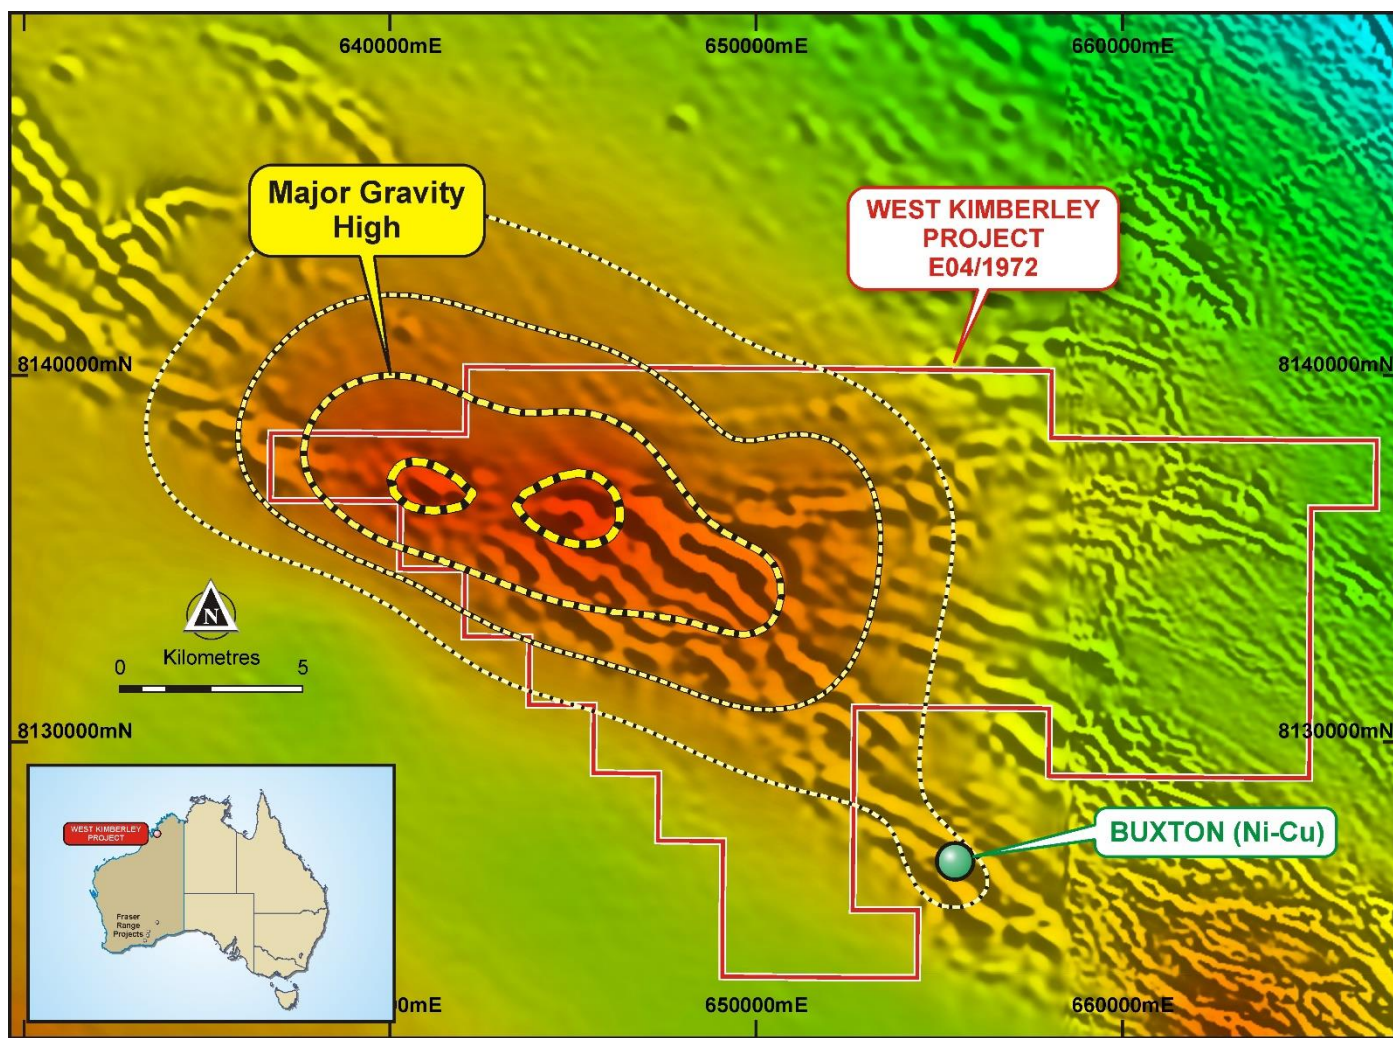 640000mE
650000mE
660000mE
Major Gravity
High
WEST KIMBERLEY
PROJECT
E04/1972
8140000mN
8140000mN
N
Kilometres
0
5
8130000mN
8130000mN
WEST KIMBERLEY
PROJECT
BUXTON (Ni-Cu)
Fraser
Range
Projects
00mE
650000mE
660000mE